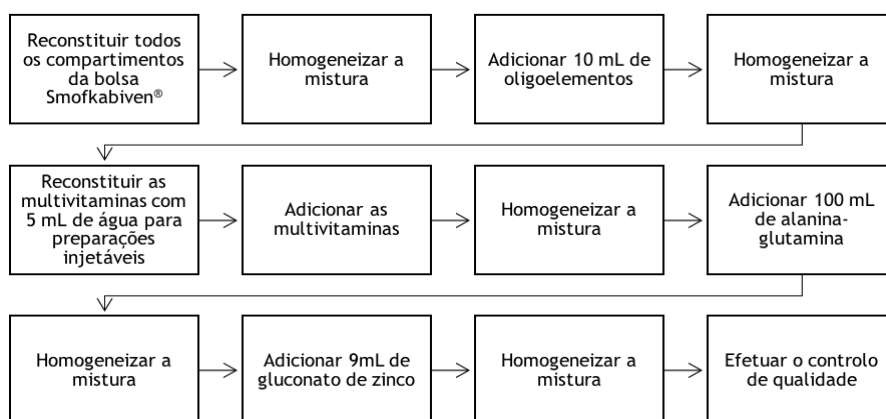 Reconstituir todos
os compartimentos
da bolsa
Smofkabiven®
Homogeneizar a
mistura
Adicionar 10 mL de
oligoelementos
Homogeneizar a
mistura
Reconstituir as
multivitaminas com
5 mL de água para
preparações
injetáveis
Adicionar as
multivitaminas
Homogeneizar a
mistura
Adicionar 100 mL
de alanina-
glutamina
Homogeneizar a
mistura
Adicionar 9mL de
gluconato de zinco
Homogeneizar a
mistura
Efetuar o controlo
de qualidade